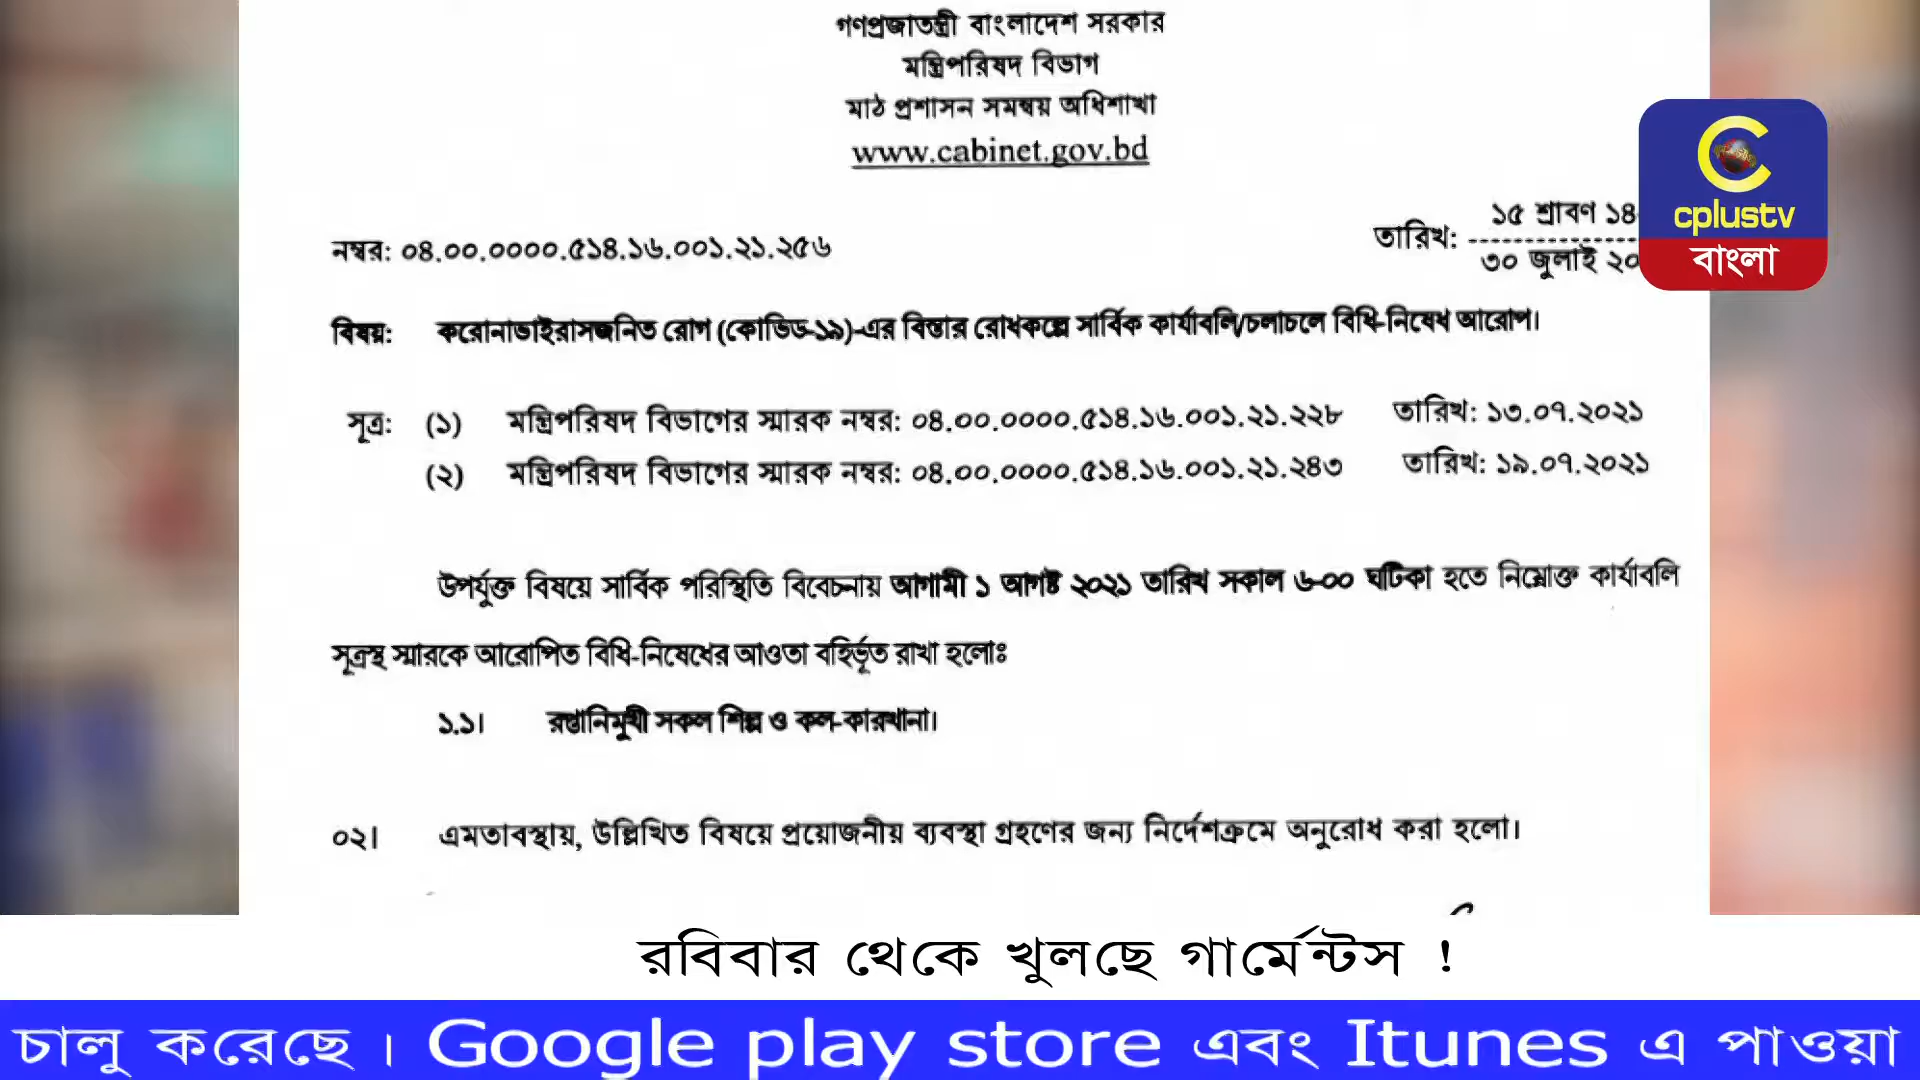 গণপ্রজাতন্ত্রী বাংলাদেশ সরকার
মন্ত্রিপরিষদ বিভাগ
মাঠ প্রশাসন সমন্বয় অধিশাখা
www.cabinet.gov.bd
নম্বর: ০৪.০০.০০০০.৫১৪.১৬.০০১.২১.২৫৬
তারিখ: ১৫ শ্রাবণ ১৪
৩০ জুলাই ২০
cplustv
বাংলা
বিষয়: করোনাভাইরাসজনিত রোগ (কোভিড-১৯)-এর বিস্তার রোধকল্পে সার্বিক কার্যাবলি/চলাচলে বিধি-নিষেধ আরোপ।
সূত্র: (১) মন্ত্রিপরিষদ বিভাগের স্মারক নম্বর: ০৪.০০.০০০০.৫১৪.১৬.০০১.২১.২২৮ তারিখ: ১৩.০৭.২০২১
(২) মন্ত্রিপরিষদ বিভাগের স্মারক নম্বর: ০৪.০০.০০০০.৫১৪.১৬.০০১.২১.২৪৩ তারিখ: ১৯.০৭.২০২১
উপর্যুক্ত বিষয়ে সার্বিক পরিস্থিতি বিবেচনায় আগামী ১ আগষ্ট ২০২১ তারিখ সকাল ৬-০০ ঘটিকা হতে নিম্নোক্ত কার্যাবলি
সূত্রস্থ স্মারকে আরোপিত বিধি-নিষেধের আওতা বহির্ভূত রাখা হলোঃ
১.১। রপ্তানিমুখী সকল শিল্প ও কল-কারখানা।
০২। এমতাবস্থায়, উল্লিখিত বিষয়ে প্রয়োজনীয় ব্যবস্থা গ্রহণের জন্য নির্দেশক্রমে অনুরোধ করা হলো।
রবিবার থেকে খুলছে গার্মেন্টস !
চালু করেছে। Google play store এবং Itunes এ পাওয়া